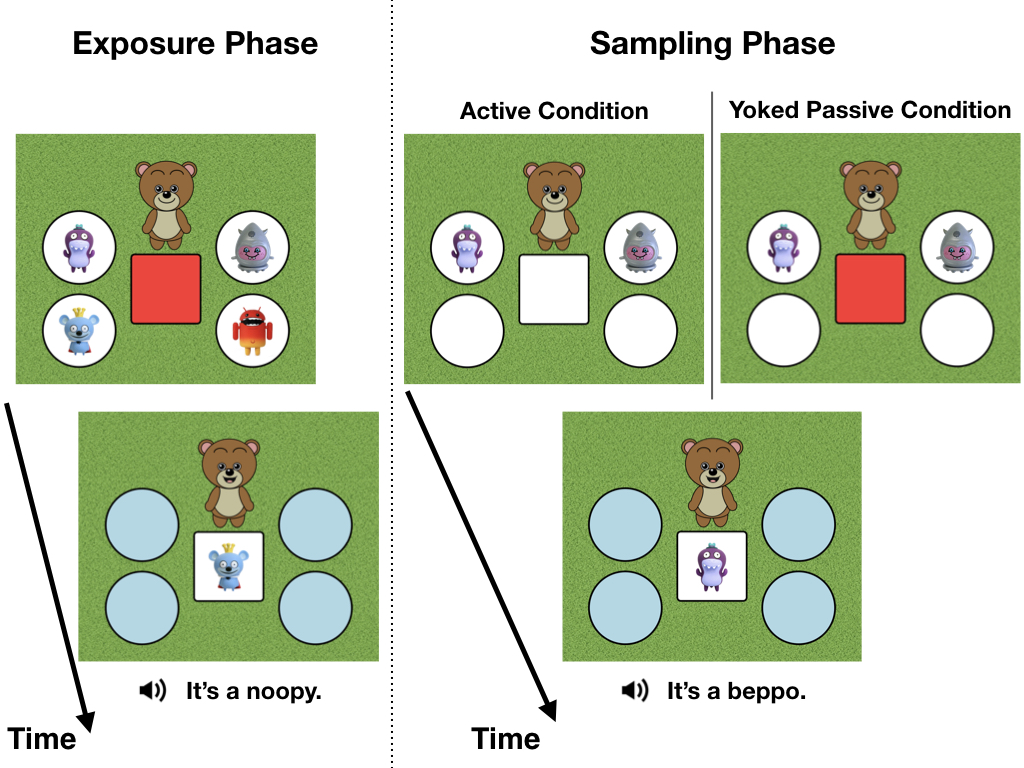 Exposure Phase
Sampling Phase
Active Condition
Yoked Passive Condition
It’s a noopy.
It’s a beppo.
Time
Time